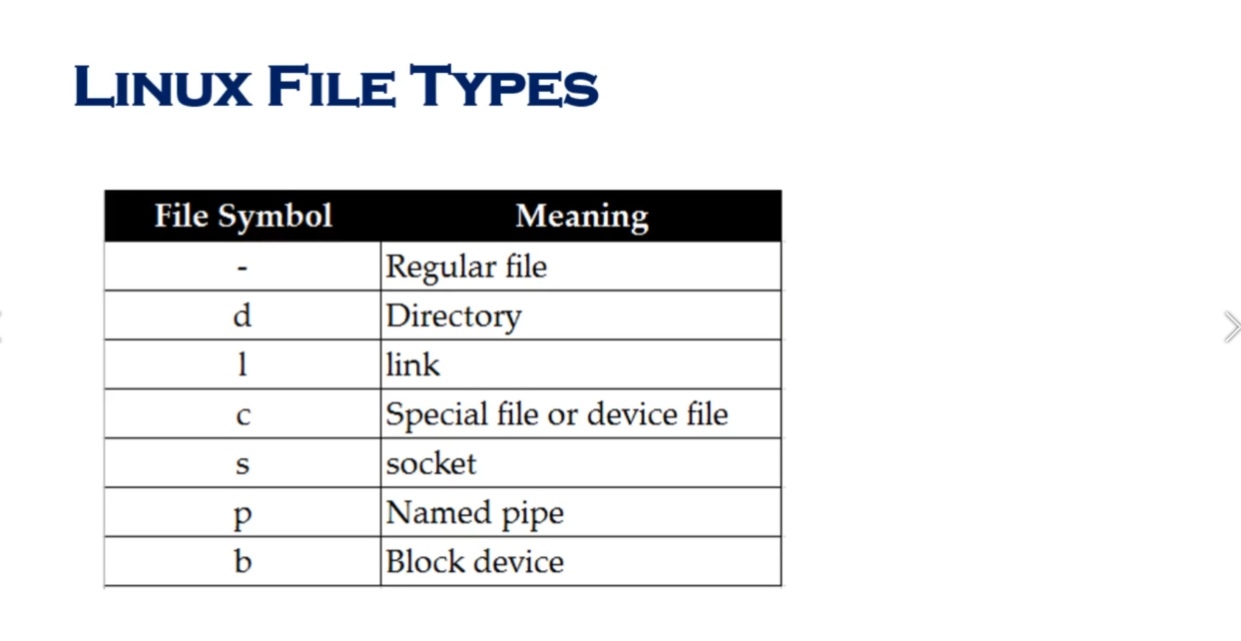 LINUX FILE TYPES
File Symbol Meaning
- Regular file
d Directory
l link
c Special file or device file
s socket
p Named pipe
b Block device